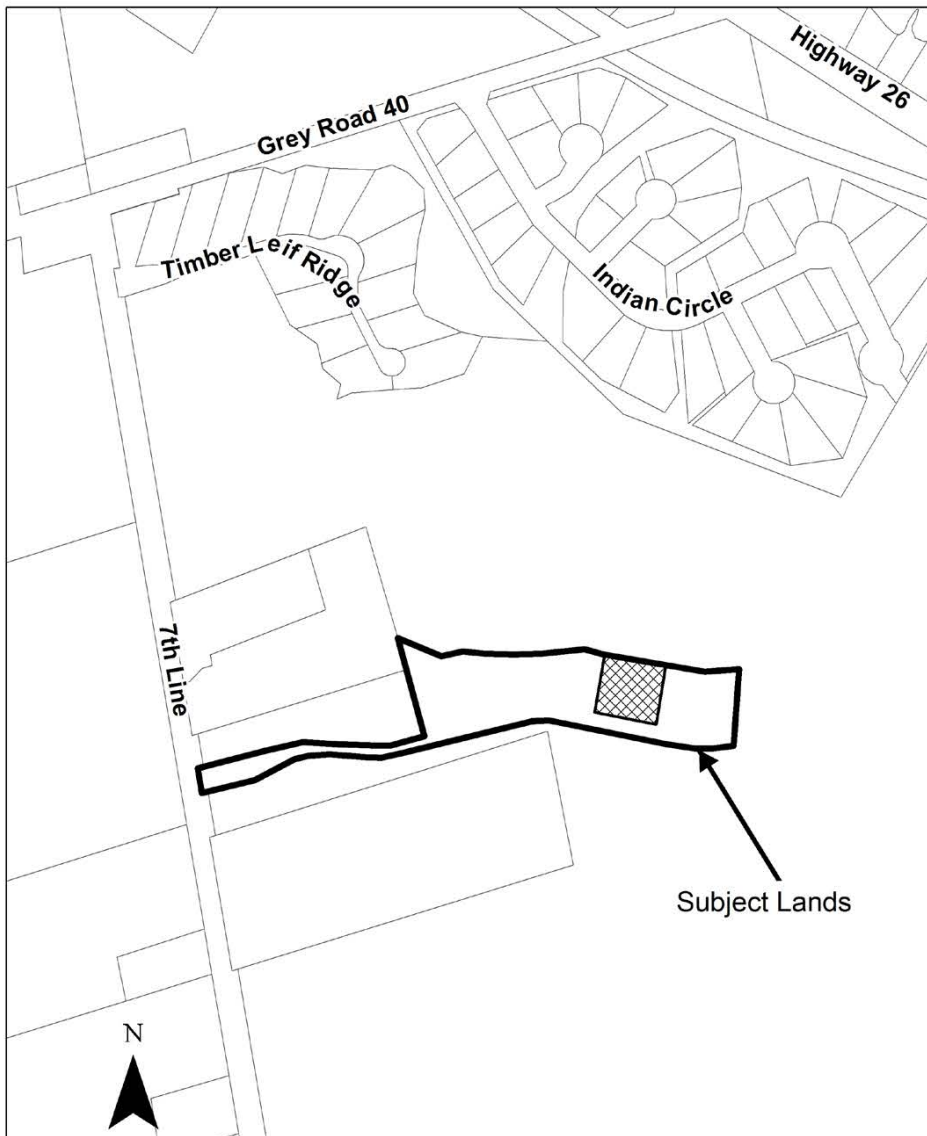 Highway 26
Grey Road 40
Timber Leif Ridge
Indian Circle
7th Line
Subject Lands
N